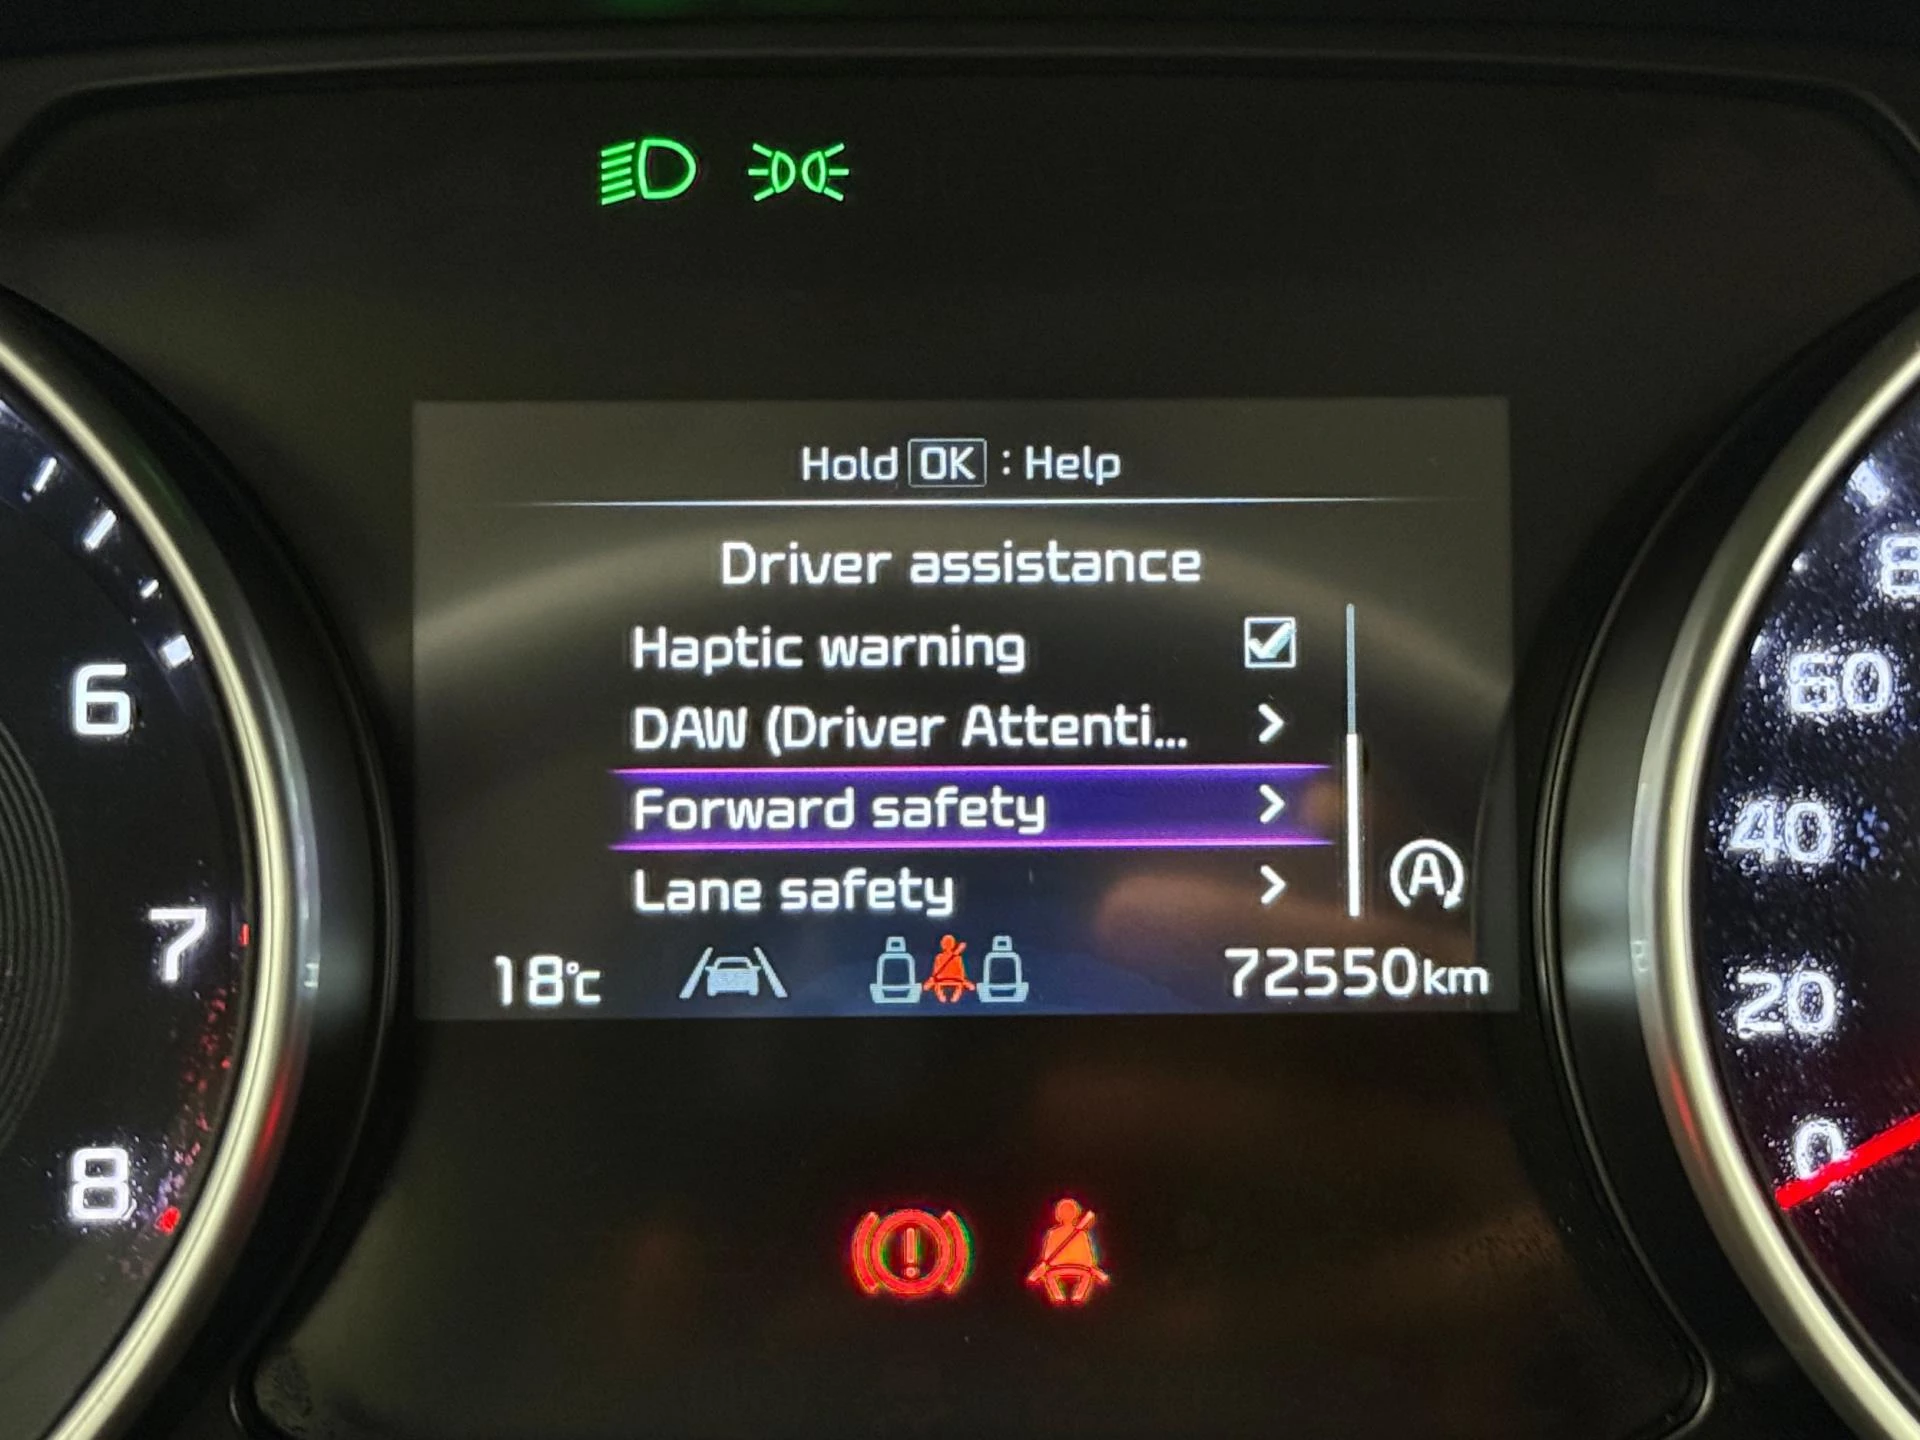 Hold OK : Help
Driver assistance
Haptic warning
DAW (Driver Attenti...
Forward safety
Lane safety
A
18°C
72550km
6
7
8
8
60
40
20
0